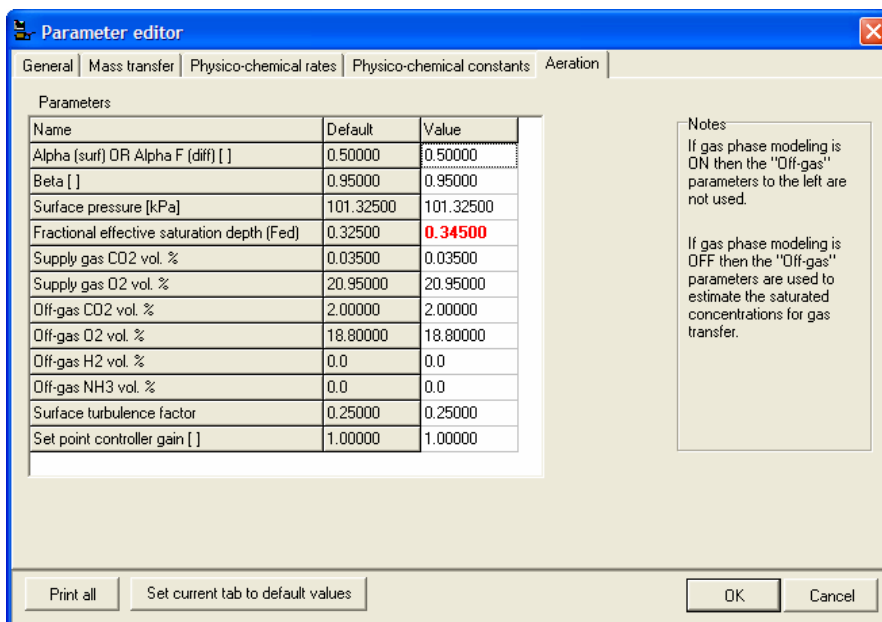 Parameter editor
General Mass transfer Physico-chemical rates Physico-chemical constants Aeration
Parameters
Name Default Value
Alpha (surf) OR Alpha F (diff) [ ] 0.50000 0.50000
Beta [ ] 0.95000 0.95000
Surface pressure [kPa] 101.32500 101.32500
Fractional effective saturation depth (Fed) 0.32500 0.34500
Supply gas CO2 vol. % 0.03500 0.03500
Supply gas O2 vol. % 20.95000 20.95000
Off-gas CO2 vol. % 2.00000 2.00000
Off-gas O2 vol. % 18.80000 18.80000
Off-gas H2 vol. % 0.0 0.0
Off-gas NH3 vol. % 0.0 0.0
Surface turbulence factor 0.25000 0.25000
Set point controller gain [ ] 1.00000 1.00000
Notes
If gas phase modeling is
ON then the "Off-gas"
parameters to the left are
not used.
If gas phase modeling is
OFF then the "Off-gas"
parameters are used to
estimate the saturated
concentrations for gas
transfer.
Print all Set current tab to default values OK Cancel